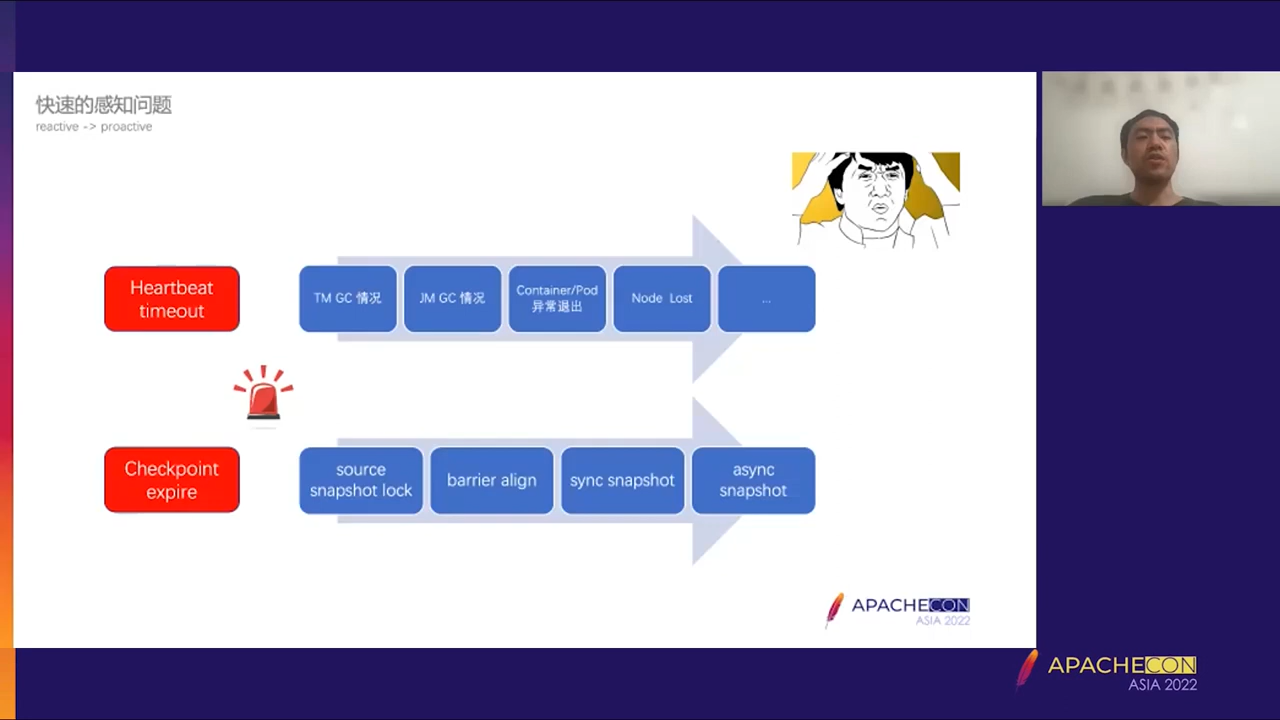 快速的感知问题
reactive -> proactive
Heartbeat
timeout
TM GC 情况
JM GC 情况
Container/Pod
异常退出
Node Lost
...
Checkpoint
expire
source
snapshot lock
barrier align
sync snapshot
async
snapshot
APACHECON
ASIA 2022
APACHECON
ASIA 2022